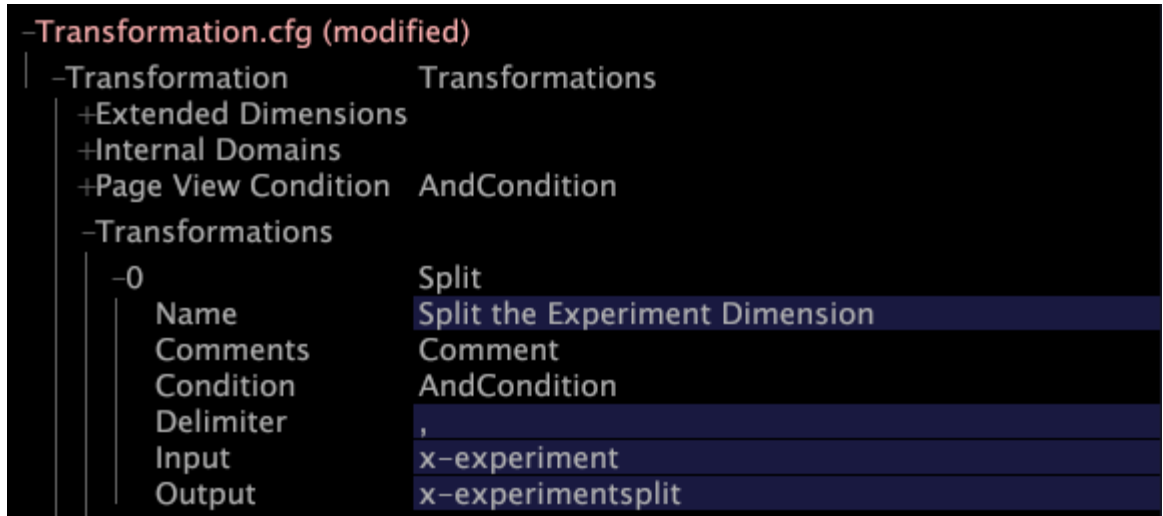 -Transformation.cfg (modified)
-Transformation Transformations
+Extended Dimensions
+Internal Domains
+Page View Condition AndCondition
-Transformations
-0 Split
Name Split the Experiment Dimension
Comments Comment
Condition AndCondition
Delimiter ,
Input x-experiment
Output x-experimentsplit